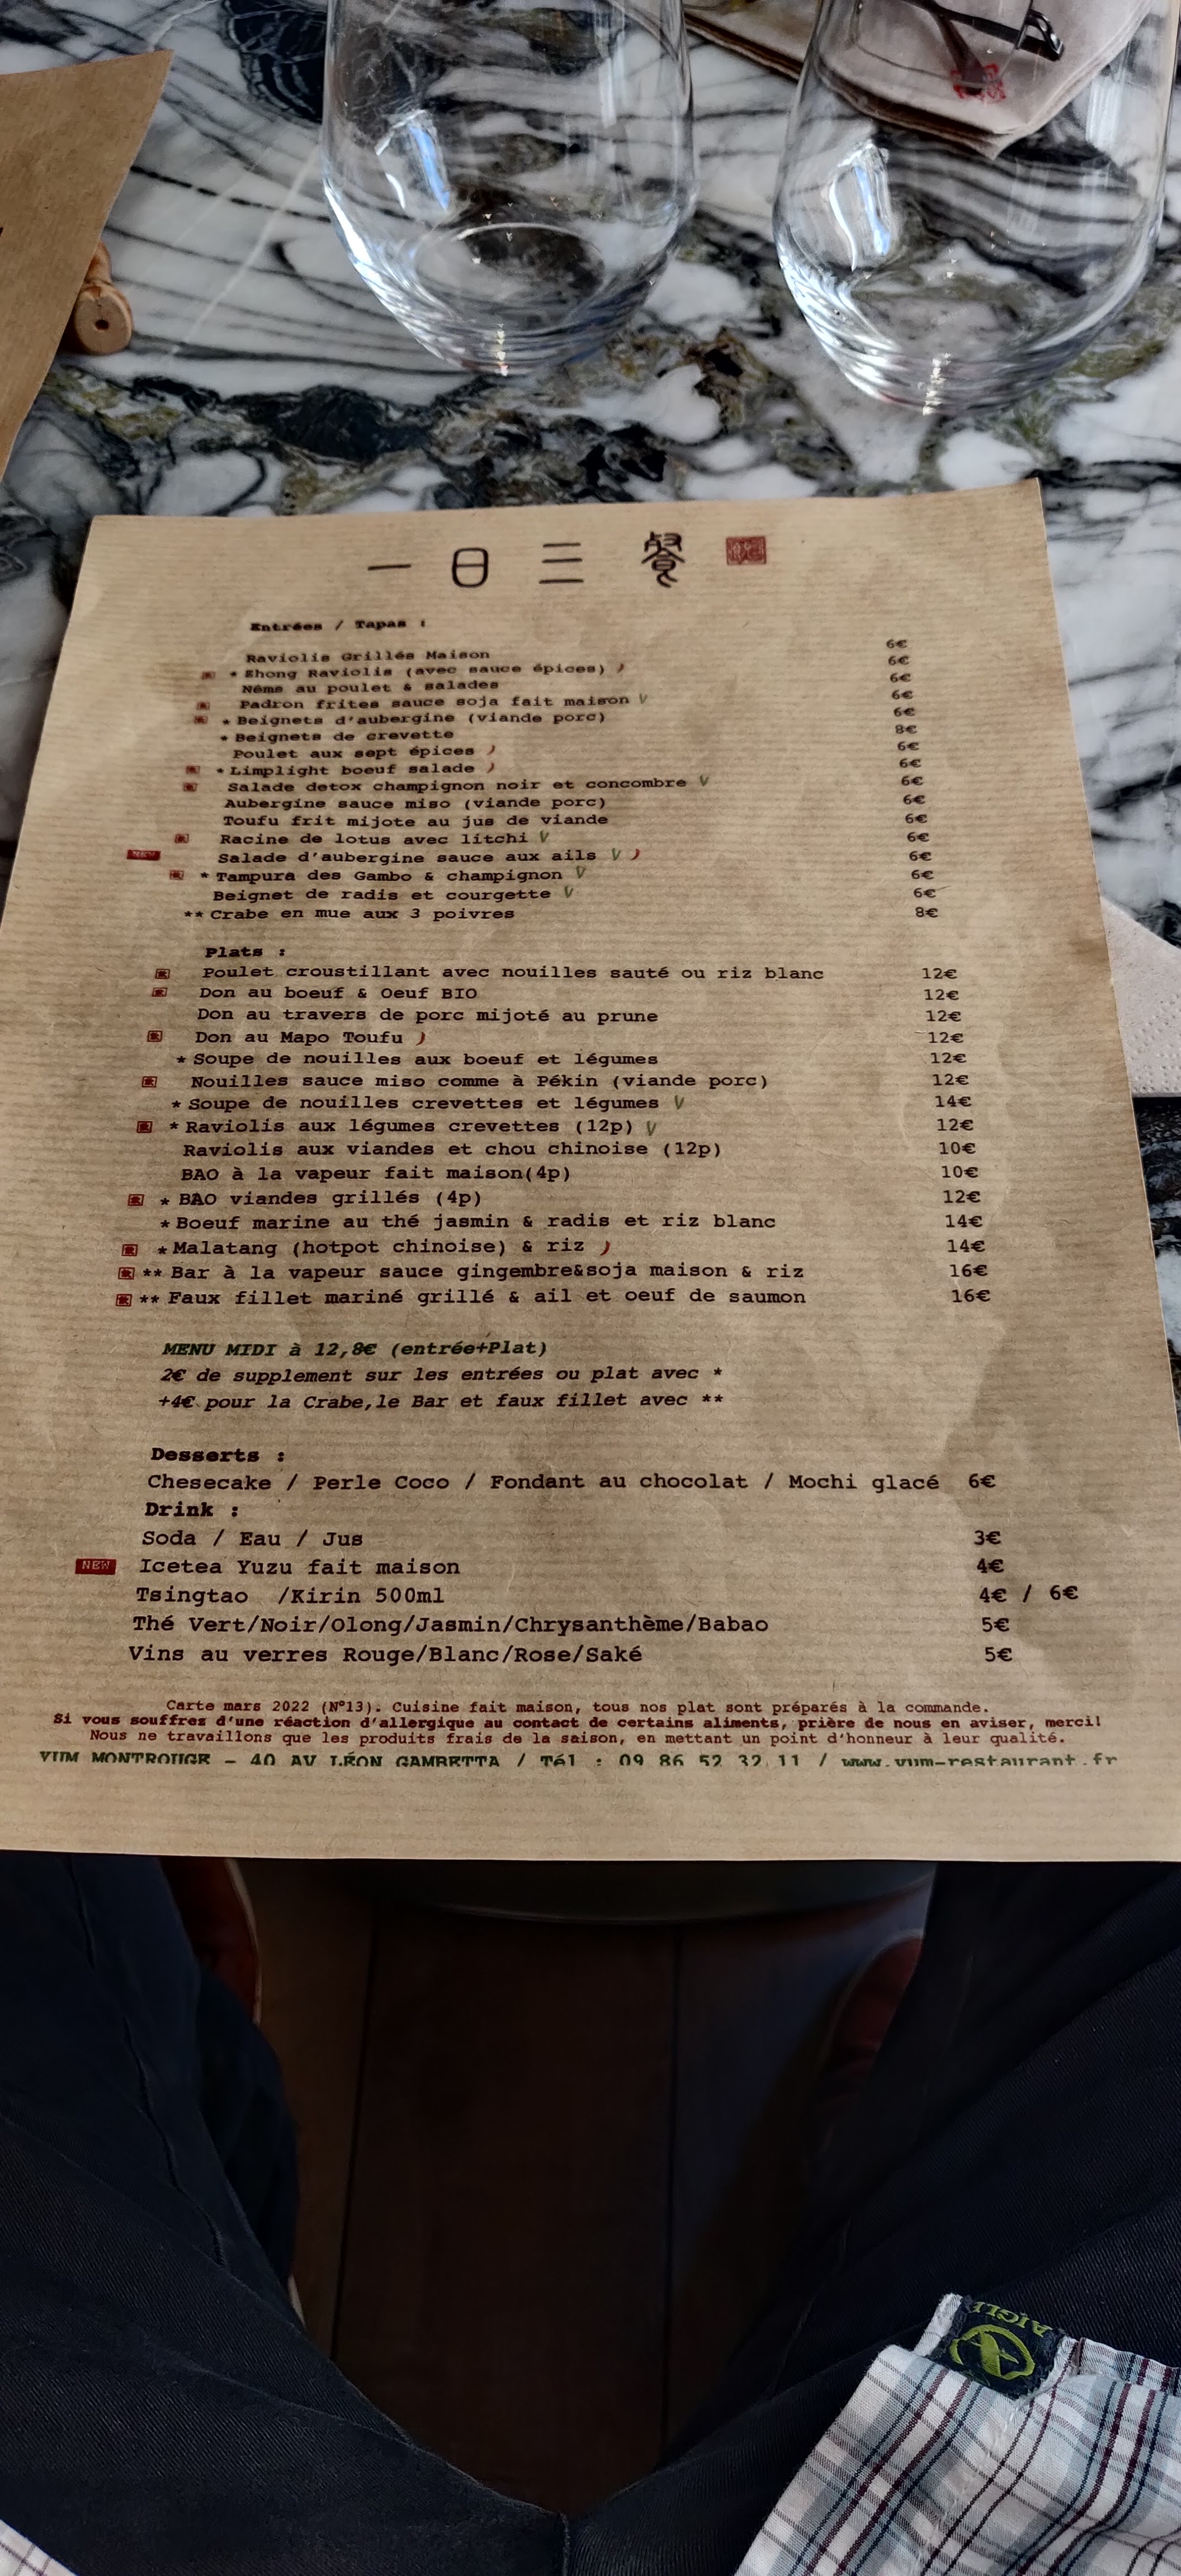 一日三餐
Entrées / Tapas :
Raviolis Grillés Maison 6€
* Zhong Raviolis (avec sauce épices) 6€
Néms au poulet & salades 6€
Padron frites sauce soja fait maison V 6€
* Beignets d'aubergine (viande porc) 6€
* Beignets de crevette 8€
Poulet aux sept épices 6€
* Limplight boeuf salade 6€
Salade detox champignon noir et concombre V 6€
Aubergine sauce miso (viande porc) 6€
Toufu frit mijote au jus de viande 6€
Racine de lotus avec litchi V 6€
NEW Salade d'aubergine sauce aux ails V 6€
* Tampura des Gambo & champignon V 6€
Beignet de radis et courgette V 6€
** Crabe en mue aux 3 poivres 8€
Plats :
Poulet croustillant avec nouilles sauté ou riz blanc 12€
Don au boeuf & Oeuf BIO 12€
Don au travers de porc mijoté au prune 12€
Don au Mapo Toufu 12€
* Soupe de nouilles aux boeuf et légumes 12€
Nouilles sauce miso comme à Pékin (viande porc) 12€
* Soupe de nouilles crevettes et légumes V 14€
* Raviolis aux légumes crevettes (12p) V 12€
Raviolis aux viandes et chou chinoise (12p) 10€
BAO à la vapeur fait maison(4p) 10€
* BAO viandes grillés (4p) 12€
* Boeuf marine au thé jasmin & radis et riz blanc 14€
* Malatang (hotpot chinoise) & riz 14€
** Bar à la vapeur sauce gingembre&soja maison & riz 16€
** Faux fillet mariné grillé & ail et oeuf de saumon 16€
MENU MIDI à 12,8€ (entrée+Plat)
2€ de supplement sur les entrées ou plat avec *
+4€ pour la Crabe,le Bar et faux fillet avec **
Desserts :
Chesecake / Perle Coco / Fondant au chocolat / Mochi glacé 6€
Drink :
Soda / Eau / Jus 3€
NEW Icetea Yuzu fait maison 4€
Tsingtao /Kirin 500ml 4€ / 6€
Thé Vert/Noir/Olong/Jasmin/Chrysanthème/Babao 5€
Vins au verres Rouge/Blanc/Rose/Saké 5€
Carte mars 2022 (N°13). Cuisine fait maison, tous nos plat sont préparés à la commande.
Si vous souffrez d'une réaction d'allergique au contact de certains aliments, prière de nous en aviser, merci!
Nous ne travaillons que les produits frais de la saison, en mettant un point d'honneur à leur qualité.
YUM MONTROUGE – 40 AV LÉON GAMBETTA / Tél : 09 86 52 32 11 / www.yum-restaurant.fr
AIGLE